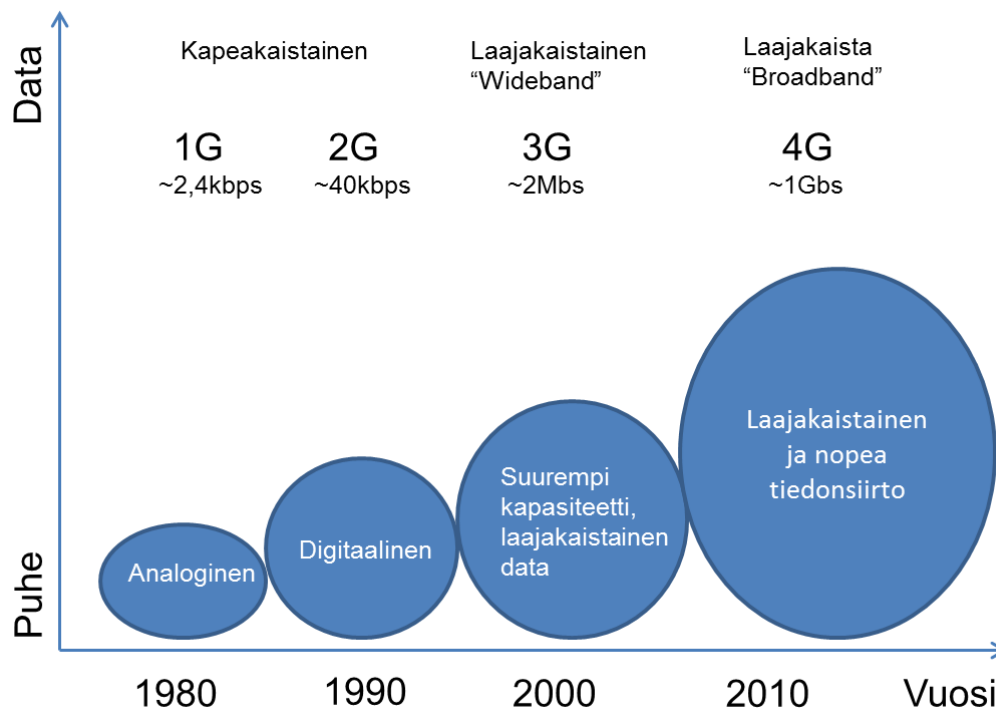 Data
Puhe
Kapeakaistainen
Laajakaistainen
“Wideband”
Laajakaista
“Broadband”
1G
~2,4kbps
2G
~40kbps
3G
~2Mbs
4G
~1Gbs
Analoginen
Digitaalinen
Suurempi
kapasiteetti,
laajakaistainen
data
Laajakaistainen
ja nopea
tiedonsiirto
1980
1990
2000
2010
Vuosi